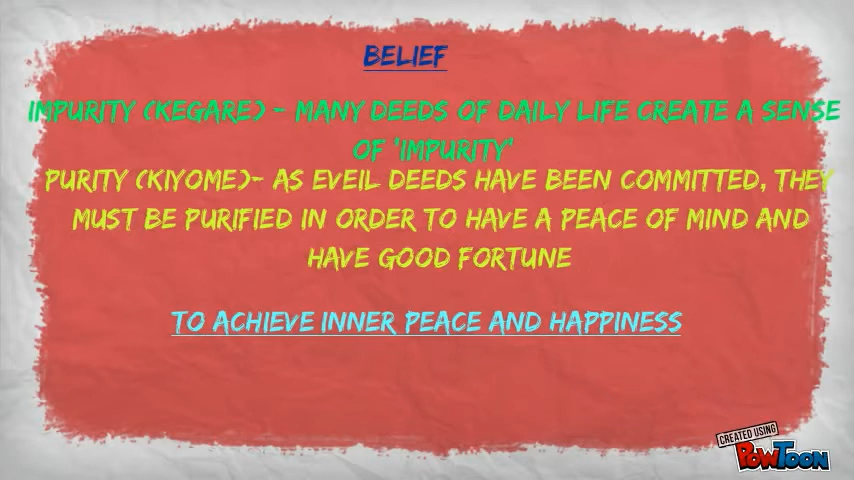 BELIEF
IMPURITY (KEGARE) - MANY DEEDS OF DAILY LIFE CREATE A SENSE
OF 'IMPURITY'
PURITY (KIYOME)- AS EVEIL DEEDS HAVE BEEN COMMITTED, THEY
MUST BE PURIFIED IN ORDER TO HAVE A PEACE OF MIND AND
HAVE GOOD FORTUNE
TO ACHIEVE INNER PEACE AND HAPPINESS
CREATED USING
POWTOON